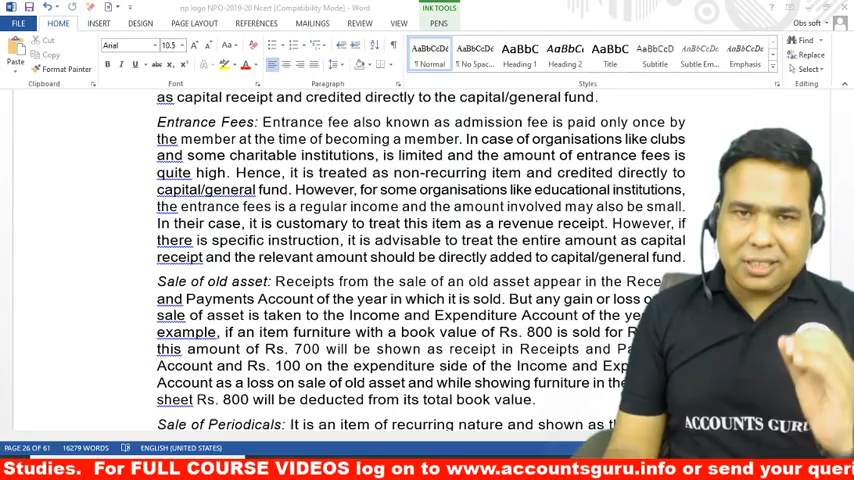 np logo NPO-2019-20 Ncert [Compatibility Mode] - Word
INK TOOLS
FILE HOME INSERT DESIGN PAGE LAYOUT REFERENCES MAILINGS REVIEW VIEW PENS
Obs soft
Cut
Copy
Format Painter
Paste
Clipboard
Arial 10.5
Font
Paragraph
AaBbCcDc AaBbCcDc AaBbC AaBbCc AaBbC AaBbCcD AaBbCcDc AaBbCcDc
¶ Normal ¶ No Spac... Heading 1 Heading 2 Title Subtitle Subtle Em... Emphasis
Styles
Find
Replace
Select
Editing
as capital receipt and credited directly to the capital/general fund.
Entrance Fees: Entrance fee also known as admission fee is paid only once by
the member at the time of becoming a member. In case of organisations like clubs
and some charitable institutions, is limited and the amount of entrance fees is
quite high. Hence, it is treated as non-recurring item and credited directly to
capital/general fund. However, for some organisations like educational institutions,
the entrance fees is a regular income and the amount involved may also be small.
In their case, it is customary to treat this item as a revenue receipt. However, if
there is specific instruction, it is advisable to treat the entire amount as capital
receipt and the relevant amount should be directly added to capital/general fund.
Sale of old asset: Receipts from the sale of an old asset appear in the Rece
and Payments Account of the year in which it is sold. But any gain or loss o
sale of asset is taken to the Income and Expenditure Account of the ye
example, if an item furniture with a book value of Rs. 800 is sold for R
this amount of Rs. 700 will be shown as receipt in Receipts and Pa
Account and Rs. 100 on the expenditure side of the Income and Exp
Account as a loss on sale of old asset and while showing furniture in the
sheet Rs. 800 will be deducted from its total book value.
Sale of Periodicals: It is an item of recurring nature and shown as th
ACCOUNTS GURU
PAGE 26 OF 61 16279 WORDS ENGLISH (UNITED STATES)
Studies. For FULL COURSE VIDEOS log on to www.accountsguru.info or send your queri